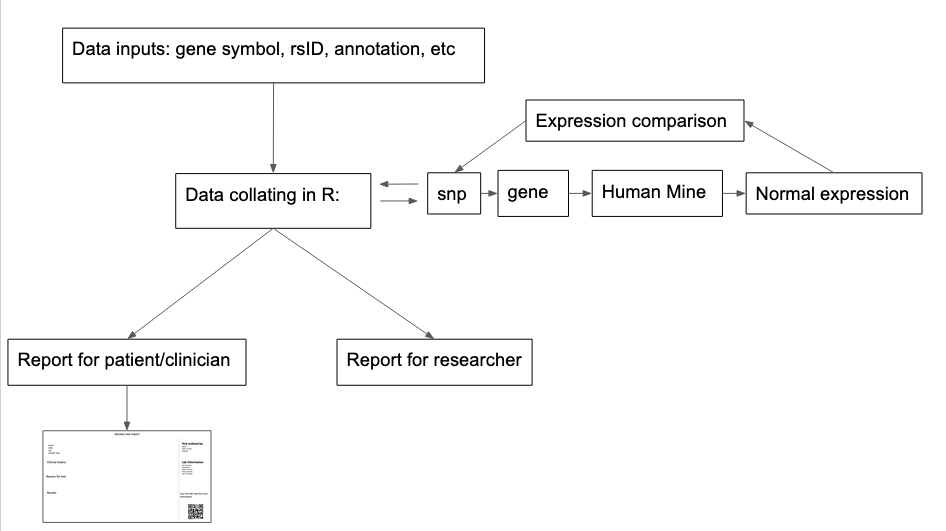 Data inputs: gene symbol, rsID, annotation, etc
Expression comparison
Data collating in R:
snp
gene
Human Mine
Normal expression
Report for patient/clinician
Report for researcher
Genetic test report
Test ordered by
Clinical history
Lab information
Reason for test
Results